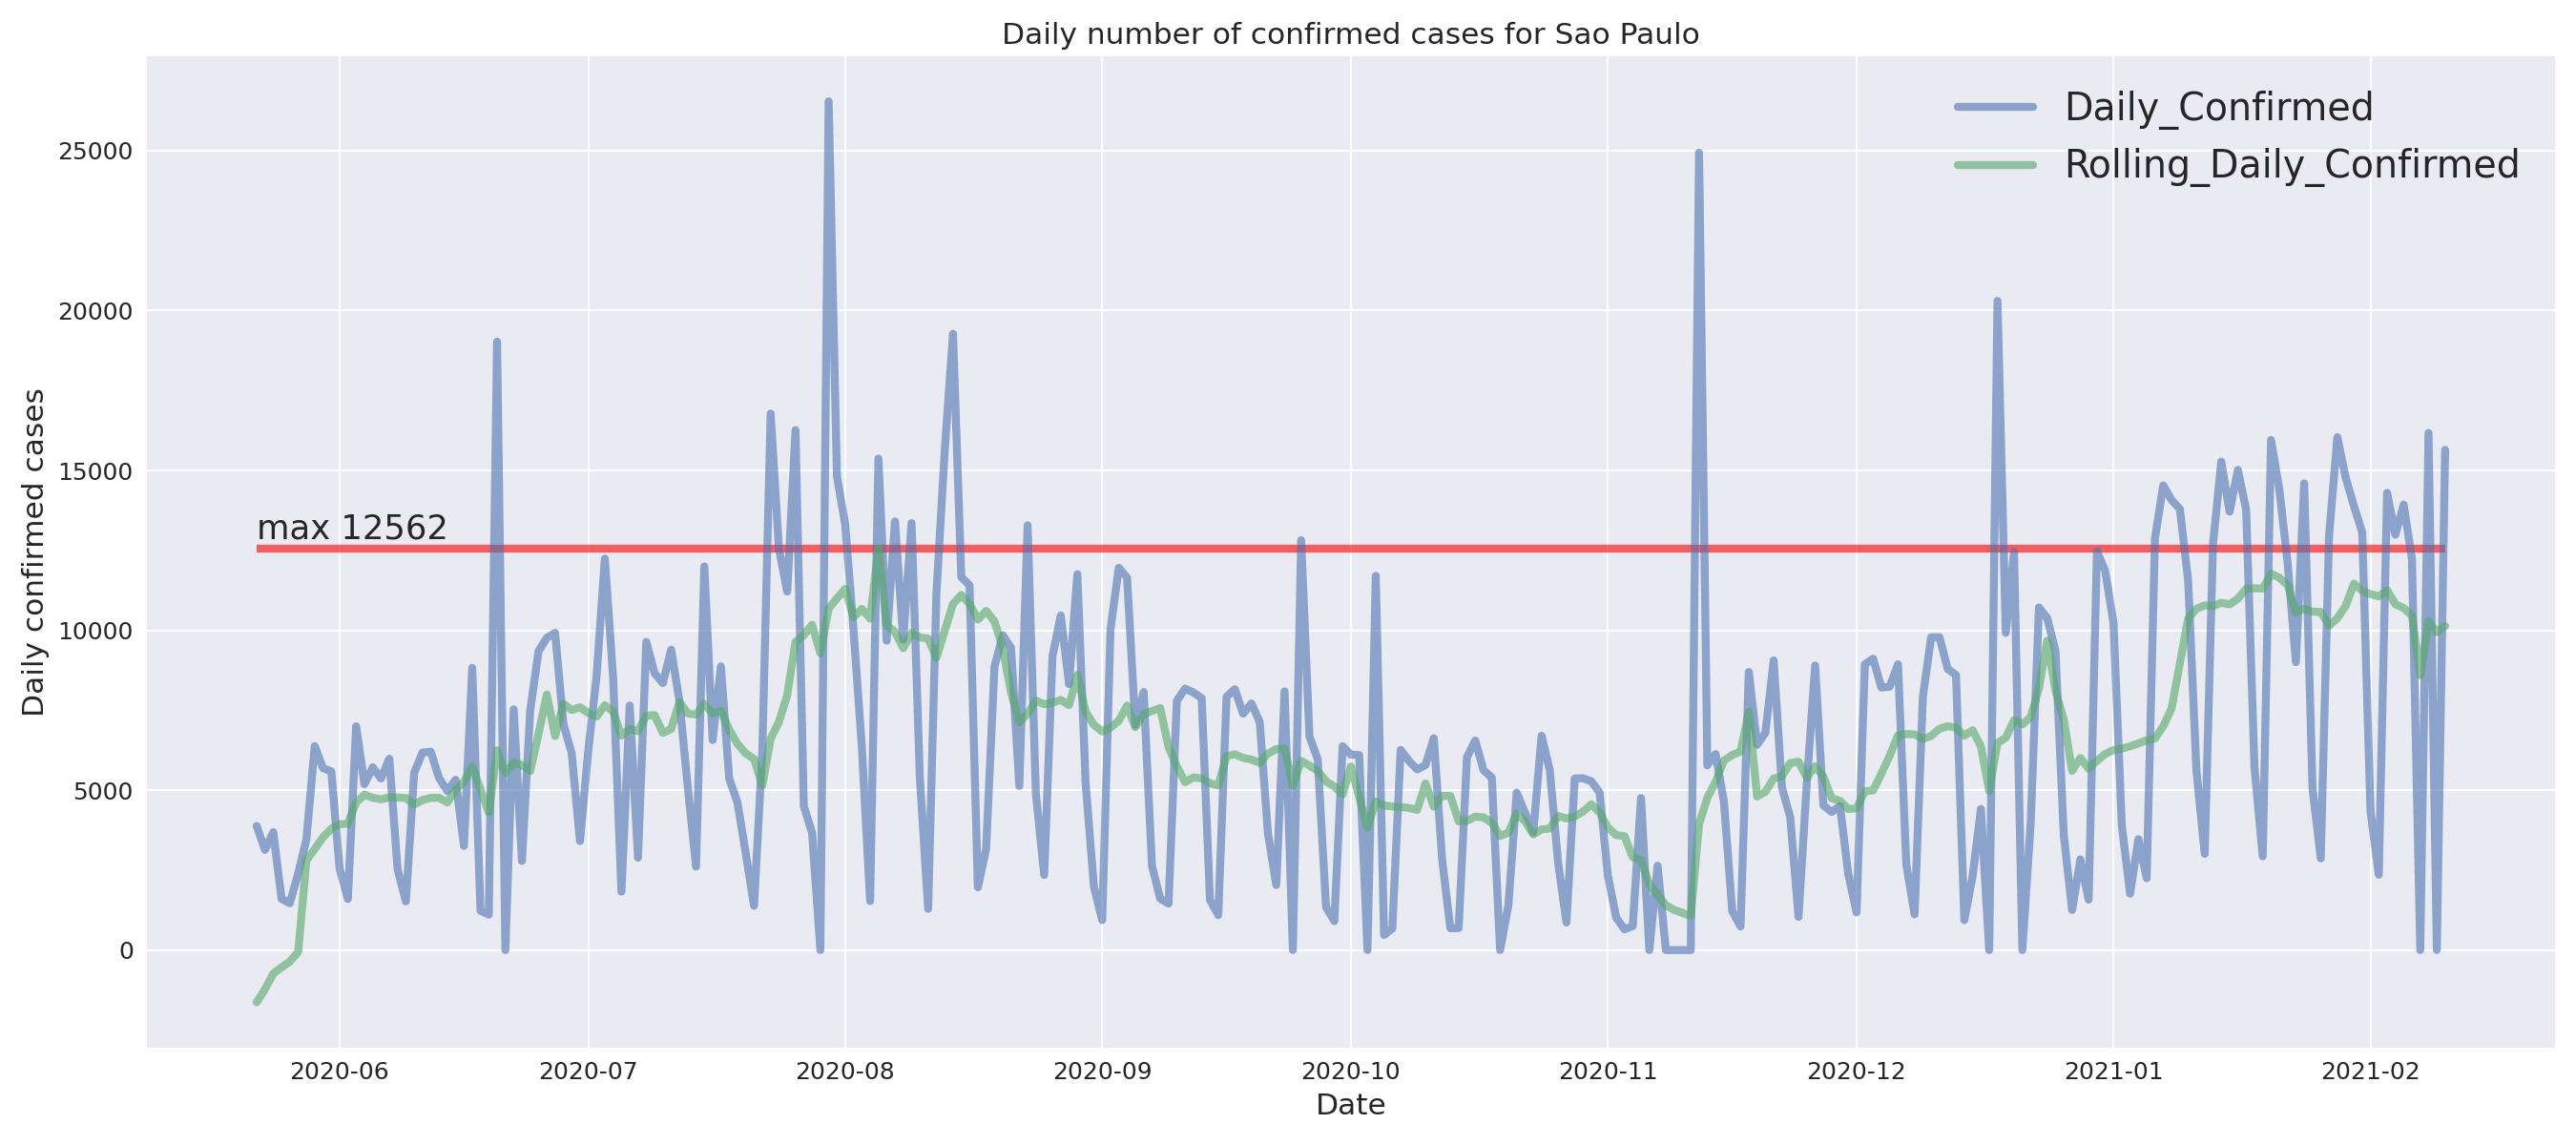 Daily number of confirmed cases for Sao Paulo
Daily_Confirmed
Rolling_Daily_Confirmed
25000
20000
15000
10000
5000
0
Daily confirmed cases
max 12562
2020-06 2020-07 2020-08 2020-09 2020-10 2020-11 2020-12 2021-01 2021-02
Date